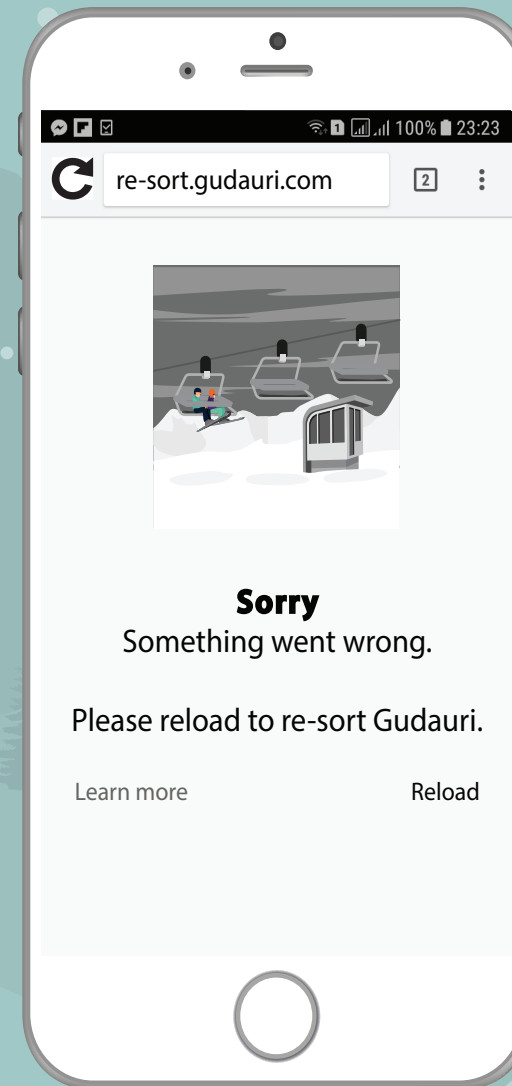 1 100% 23:23
re-sort.gudauri.com 2
Sorry
Something went wrong.
Please reload to re-sort Gudauri.
Learn more Reload